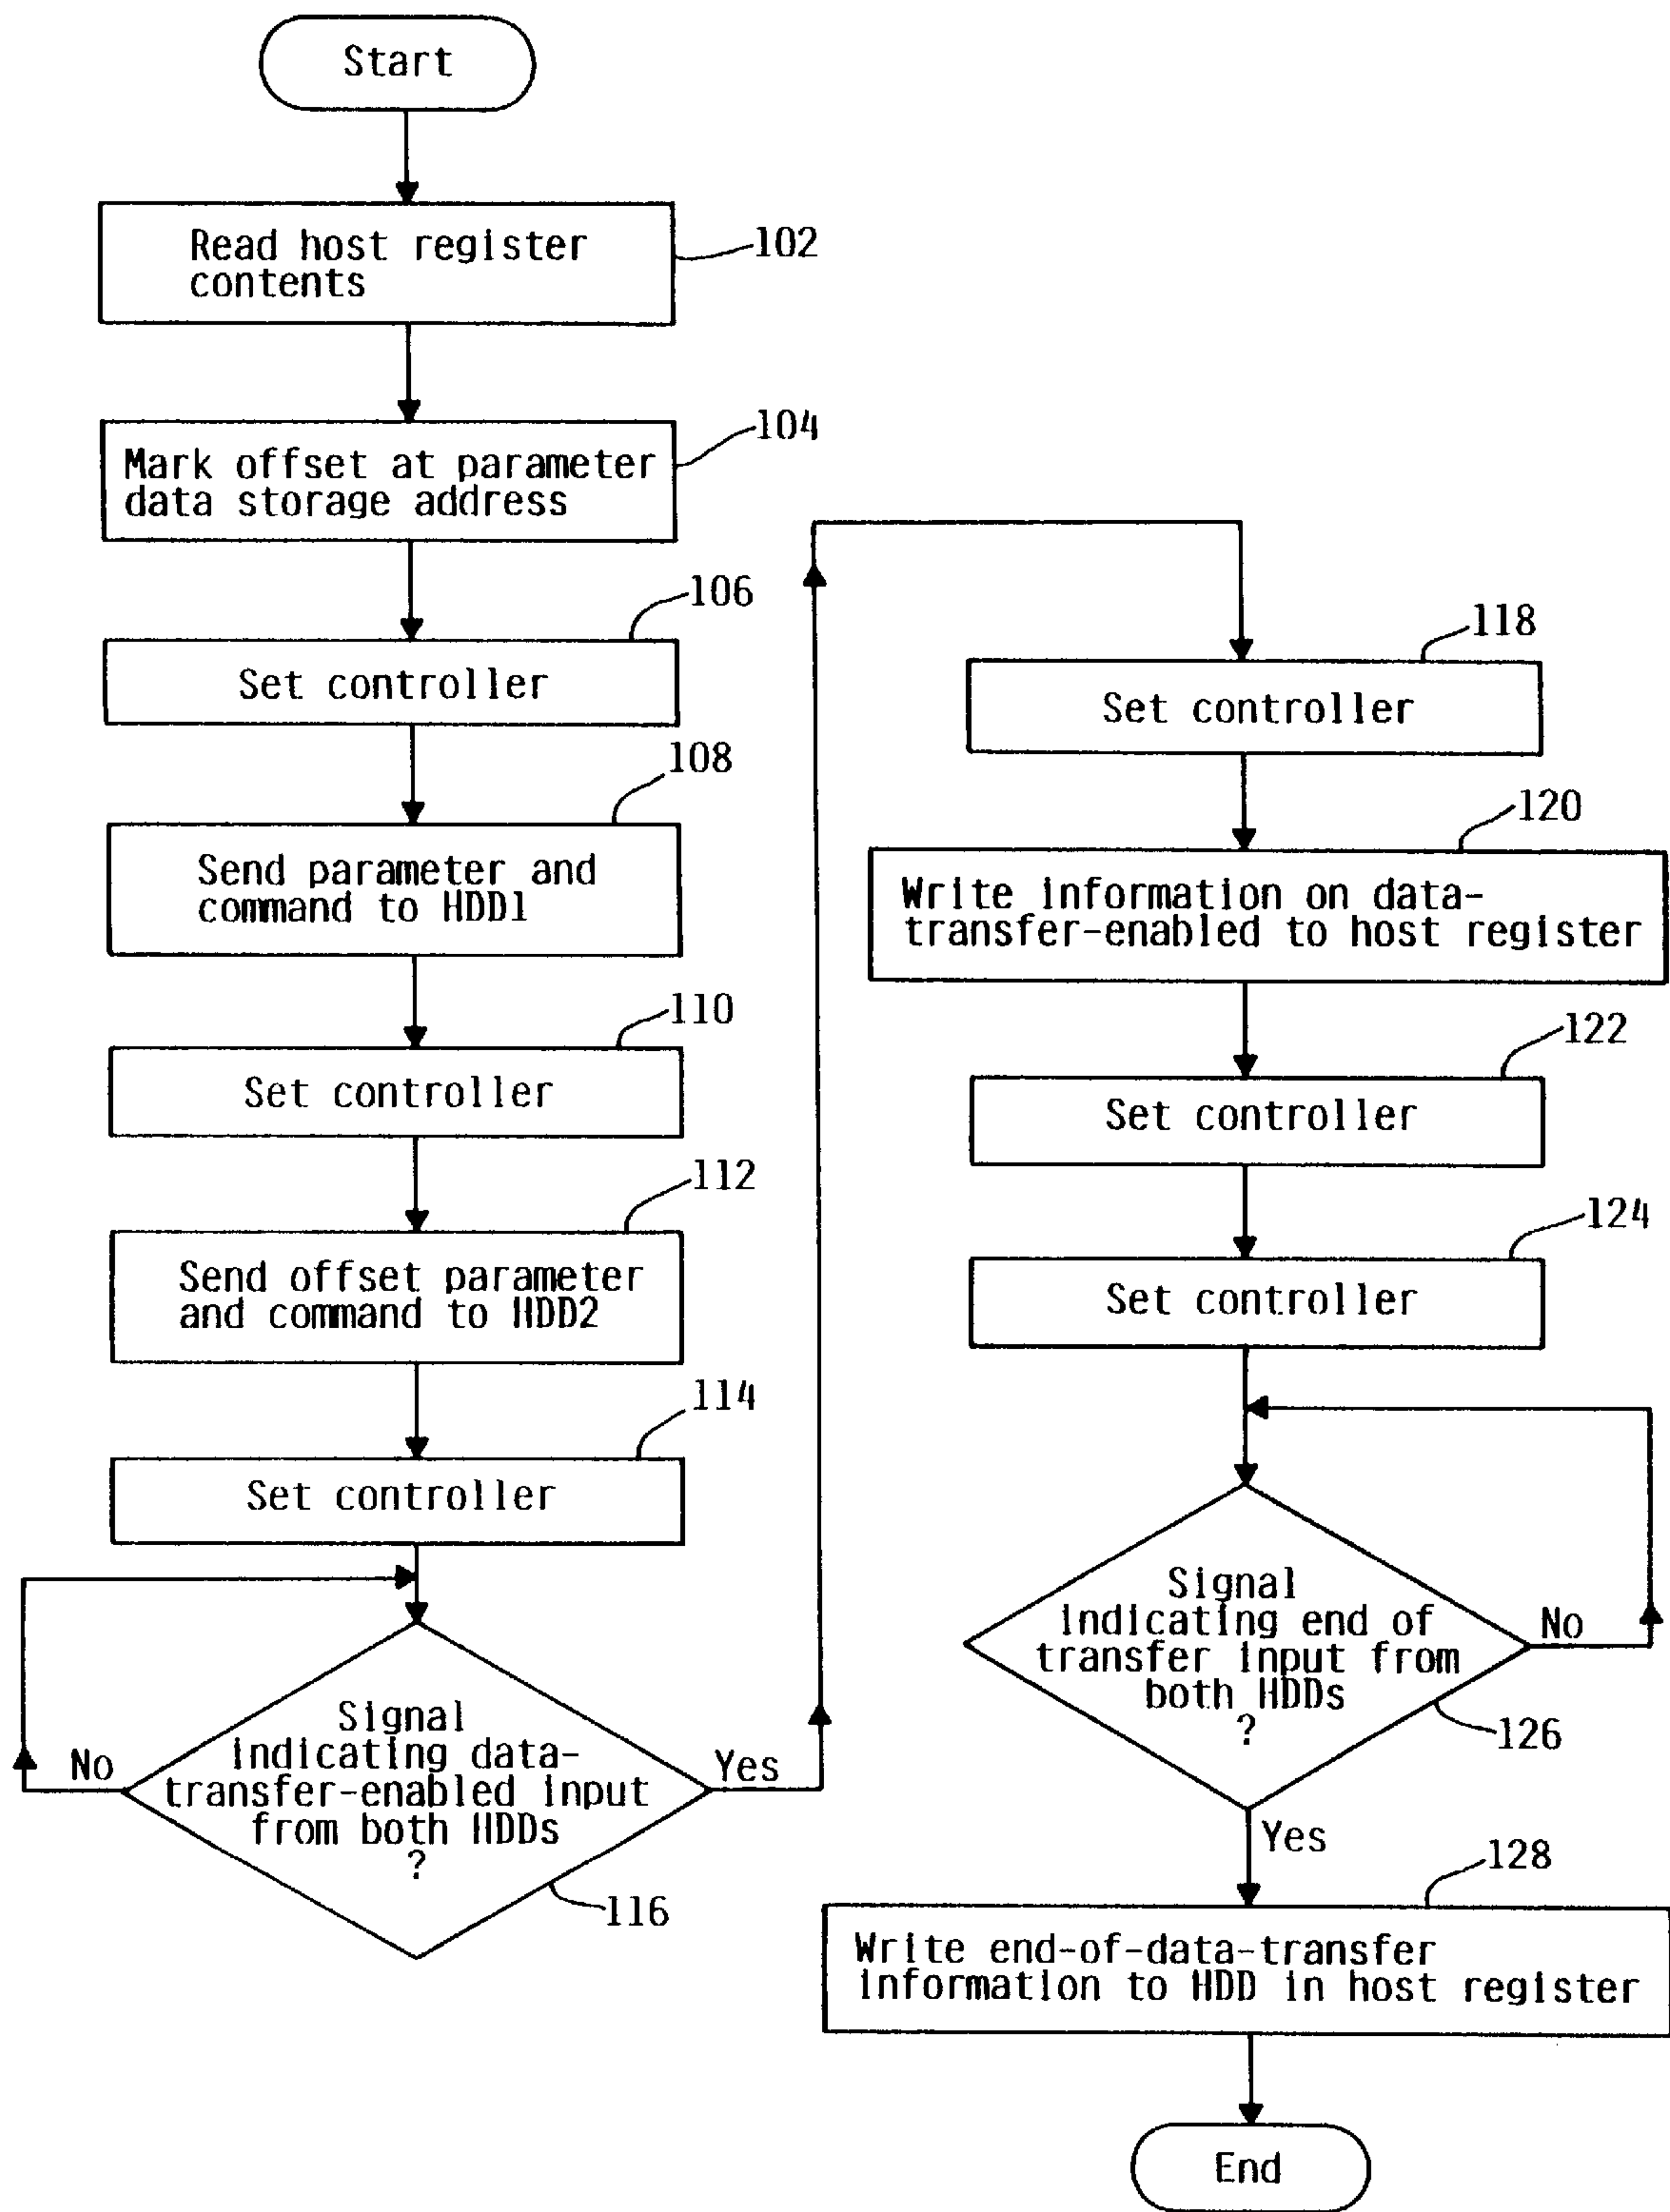 Start
Read host register
contents
102
Mark offset at parameter
data storage address
104
106
Set controller
108
Send parameter and
command to HDD1
110
Set controller
112
Send offset parameter
and command to HDD2
114
Set controller
Signal
indicating data-
transfer-enabled input
from both HDDs
?
No
Yes
116
118
Set controller
120
Write information on data-
transfer-enabled to host register
122
Set controller
124
Set controller
Signal
indicating end of
transfer input from
both HDDs
?
No
126
Yes
128
Write end-of-data-transfer
information to HDD in host register
End